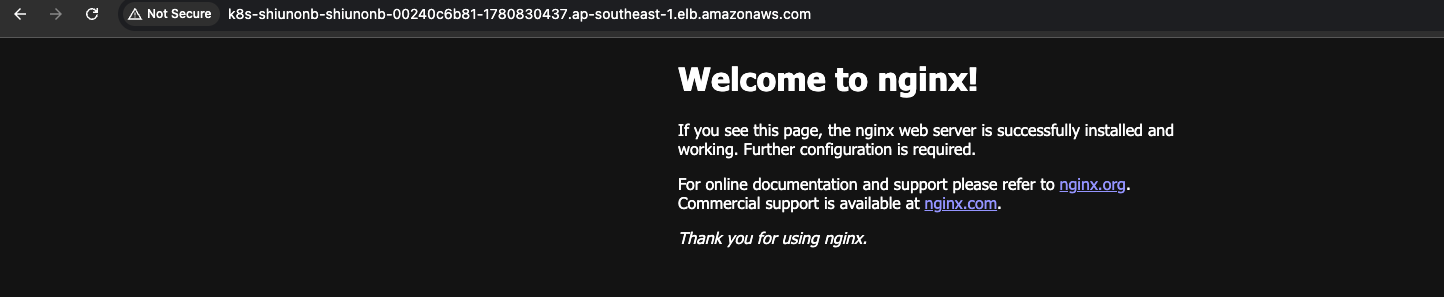 Not Secure k8s-shiunonb-shiunonb-00240c6b81-1780830437.ap-southeast-1.elb.amazonaws.com
Welcome to nginx!
If you see this page, the nginx web server is successfully installed and
working. Further configuration is required.
For online documentation and support please refer to nginx.org.
Commercial support is available at nginx.com.
Thank you for using nginx.